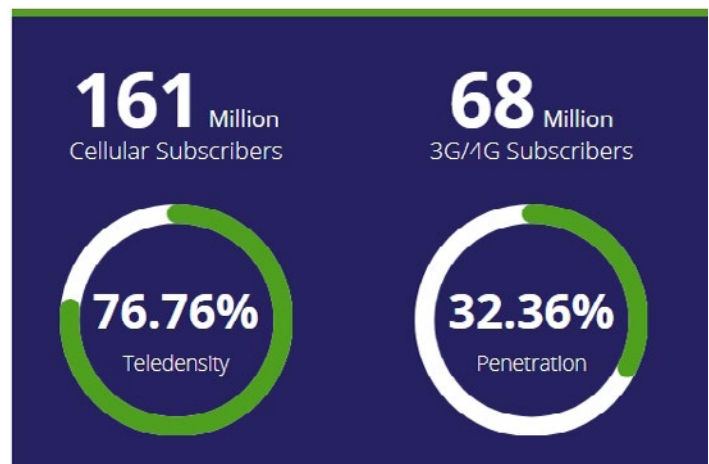 161 Million
Cellular Subscribers
76.76%
Teledensity
68 Million
3G/4G Subscribers
32.36%
Penetration